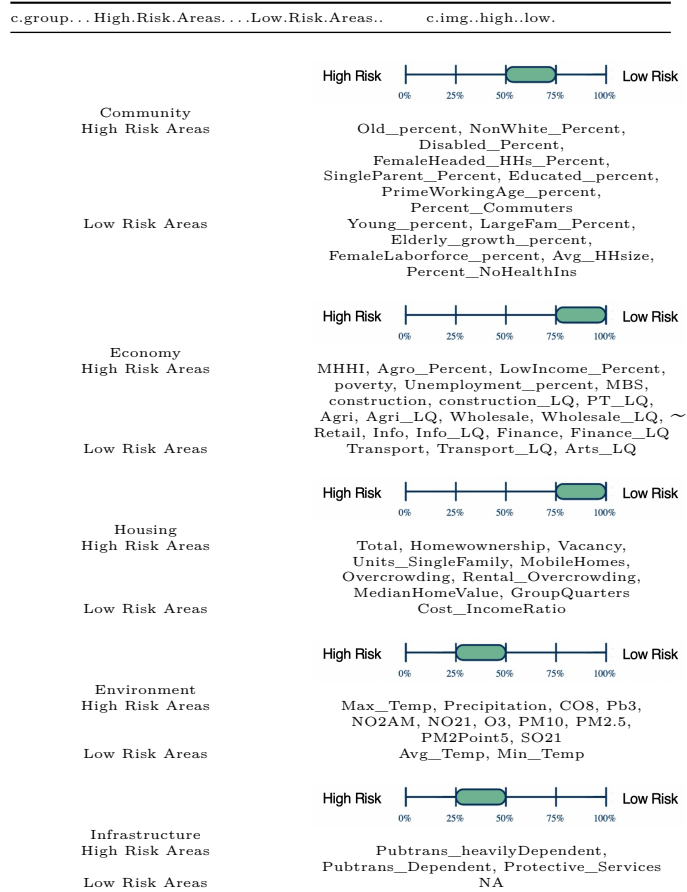 c.group...High.Risk.Areas....Low.Risk.Areas.. c.img..high..low.
High Risk Low Risk
0% 25% 50% 75% 100%
Community
High Risk Areas Old_percent, NonWhite_Percent,
Disabled_Percent,
FemaleHeaded_HHs_Percent,
SingleParent_Percent, Educated_percent,
PrimeWorkingAge_percent,
Percent_Commuters
Low Risk Areas Young_percent, LargeFam_Percent,
Elderly_growth_percent,
FemaleLaborforce_percent, Avg_HHsize,
Percent_NoHealthIns
High Risk Low Risk
0% 25% 50% 75% 100%
Economy
High Risk Areas MHHI, Agro_Percent, LowIncome_Percent,
poverty, Unemployment_percent, MBS,
construction, construction_LQ, PT_LQ,
Agri, Agri_LQ, Wholesale, Wholesale_LQ, ~
Retail, Info, Info_LQ, Finance, Finance_LQ
Low Risk Areas Transport, Transport_LQ, Arts_LQ
High Risk Low Risk
0% 25% 50% 75% 100%
Housing
High Risk Areas Total, Homewownership, Vacancy,
Units_SingleFamily, MobileHomes,
Overcrowding, Rental_Overcrowding,
MedianHomeValue, GroupQuarters
Low Risk Areas Cost_IncomeRatio
High Risk Low Risk
0% 25% 50% 75% 100%
Environment
High Risk Areas Max_Temp, Precipitation, CO8, Pb3,
NO2AM, NO21, O3, PM10, PM2.5,
PM2Point5, SO21
Low Risk Areas Avg_Temp, Min_Temp
High Risk Low Risk
0% 25% 50% 75% 100%
Infrastructure
High Risk Areas Pubtrans_heavilyDependent,
Pubtrans_Dependent, Protective_Services
Low Risk Areas NA